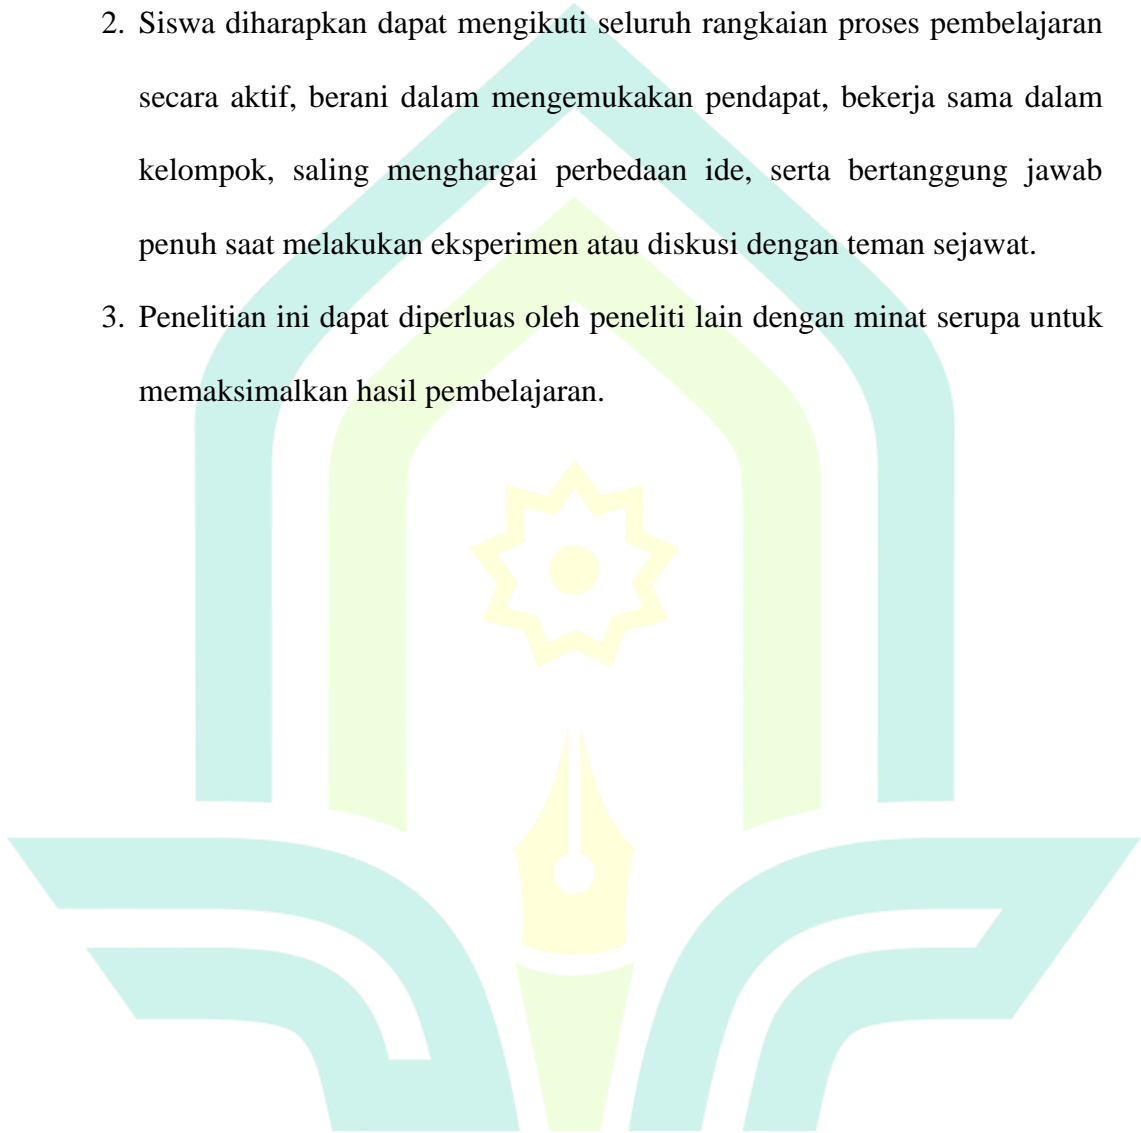 2. Siswa diharapkan dapat mengikuti seluruh rangkaian proses pembelajaran
secara aktif, berani dalam mengemukakan pendapat, bekerja sama dalam
kelompok, saling menghargai perbedaan ide, serta bertanggung jawab
penuh saat melakukan eksperimen atau diskusi dengan teman sejawat.
3. Penelitian ini dapat diperluas oleh peneliti lain dengan minat serupa untuk
memaksimalkan hasil pembelajaran.